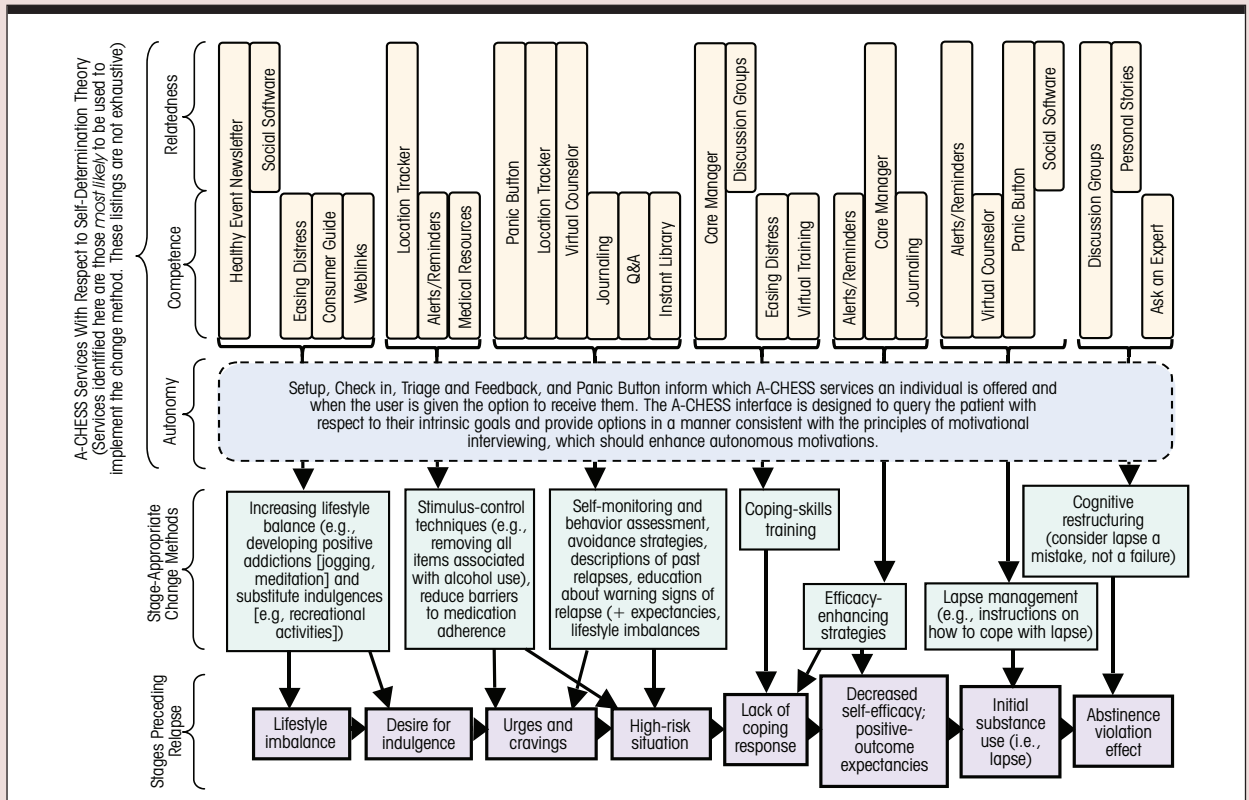 A-CHESS Services With Respect to Self-Determination Theory
(Services identified here are those most likely to be used to
implement the change method. These listings are not exhaustive)
Relatedness
Competence
Autonomy
Stage-Appropriate
Change Methods
Stages Preceding
Relapse
Healthy Event Newsletter
Social Software
Easing Distress
Consumer Guide
Weblinks
Location Tracker
Alerts/Reminders
Medical Resources
Panic Button
Location Tracker
Virtual Counselor
Journaling
Q&A
Instant Library
Care Manager
Discussion Groups
Easing Distress
Virtual Training
Alerts/Reminders
Care Manager
Journaling
Alerts/Reminders
Virtual Counselor
Panic Button
Social Software
Discussion Groups
Personal Stories
Ask an Expert
Setup, Check in, Triage and Feedback, and Panic Button inform which A-CHESS services an individual is offered and
when the user is given the option to receive them. The A-CHESS interface is designed to query the patient with
respect to their intrinsic goals and provide options in a manner consistent with the principles of motivational
interviewing, which should enhance autonomous motivations.
Increasing lifestyle
balance (e.g.,
developing positive
addictions [jogging,
meditation] and
substitute indulgences
[e.g, recreational
activities])
Stimulus-control
techniques (e.g.,
removing all
items associated
with alcohol use),
reduce barriers
to medication
adherence
Self-monitoring and
behavior assessment,
avoidance strategies,
descriptions of past
relapses, education
about warning signs of
relapse (+ expectancies,
lifestyle imbalances
Coping-skills
training
Efficacy-
enhancing
strategies
Lapse management
(e.g., instructions on
how to cope with lapse)
Cognitive
restructuring
(consider lapse a
mistake, not a failure)
Lifestyle
imbalance
Desire for
indulgence
Urges and
cravings
High-risk
situation
Lack of
coping
response
Decreased
self-efficacy;
positive-
outcome
expectancies
Initial
substance
use (i.e.,
lapse)
Abstinence
violation
effect